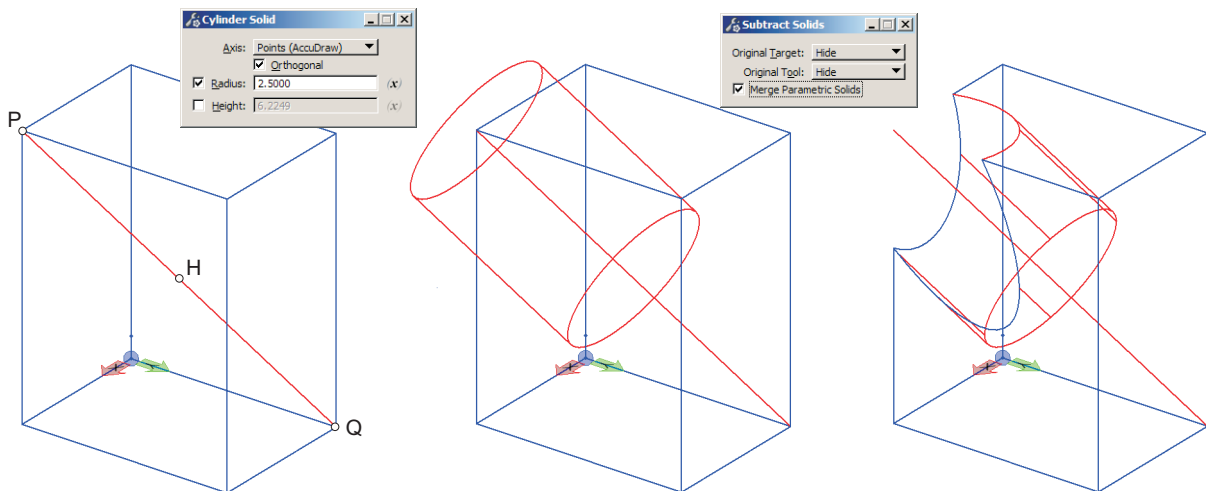 Cylinder Solid
Axis: Points (AccuDraw)
Orthogonal
Radius: 2.5000 (x)
Height: 6.2249 (x)
Subtract Solids
Original Target: Hide
Original Tool: Hide
Merge Parametric Solids
P
H
Q